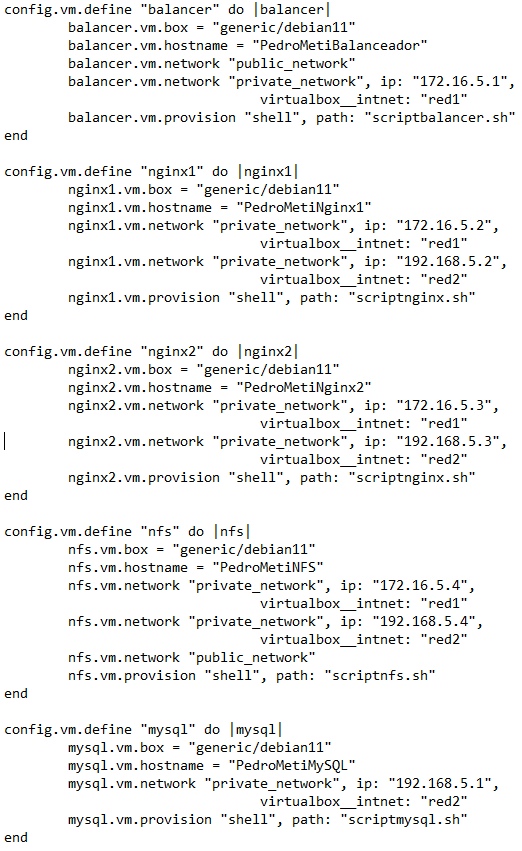 config.vm.define "balancer" do |balancer|
        balancer.vm.box = "generic/debian11"
        balancer.vm.hostname = "PedroMetiBalanceador"
        balancer.vm.network "public_network"
        balancer.vm.network "private_network", ip: "172.16.5.1",
                                virtualbox__intnet: "red1"
        balancer.vm.provision "shell", path: "scriptbalancer.sh"
end

config.vm.define "nginx1" do |nginx1|
        nginx1.vm.box = "generic/debian11"
        nginx1.vm.hostname = "PedroMetiNginx1"
        nginx1.vm.network "private_network", ip: "172.16.5.2",
                                virtualbox__intnet: "red1"
        nginx1.vm.network "private_network", ip: "192.168.5.2",
                                virtualbox__intnet: "red2"
        nginx1.vm.provision "shell", path: "scriptnginx.sh"
end

config.vm.define "nginx2" do |nginx2|
        nginx2.vm.box = "generic/debian11"
        nginx2.vm.hostname = "PedroMetiNginx2"
        nginx2.vm.network "private_network", ip: "172.16.5.3",
                                virtualbox__intnet: "red1"
        nginx2.vm.network "private_network", ip: "192.168.5.3",
                                virtualbox__intnet: "red2"
        nginx2.vm.provision "shell", path: "scriptnginx.sh"
end

config.vm.define "nfs" do |nfs|
        nfs.vm.box = "generic/debian11"
        nfs.vm.hostname = "PedroMetiNFS"
        nfs.vm.network "private_network", ip: "172.16.5.4",
                                virtualbox__intnet: "red1"
        nfs.vm.network "private_network", ip: "192.168.5.4",
                                virtualbox__intnet: "red2"
        nfs.vm.network "public_network"
        nfs.vm.provision "shell", path: "scriptnfs.sh"
end

config.vm.define "mysql" do |mysql|
        mysql.vm.box = "generic/debian11"
        mysql.vm.hostname = "PedroMetiMySQL"
        mysql.vm.network "private_network", ip: "192.168.5.1",
                                virtualbox__intnet: "red2"
        mysql.vm.provision "shell", path: "scriptmysql.sh"
end